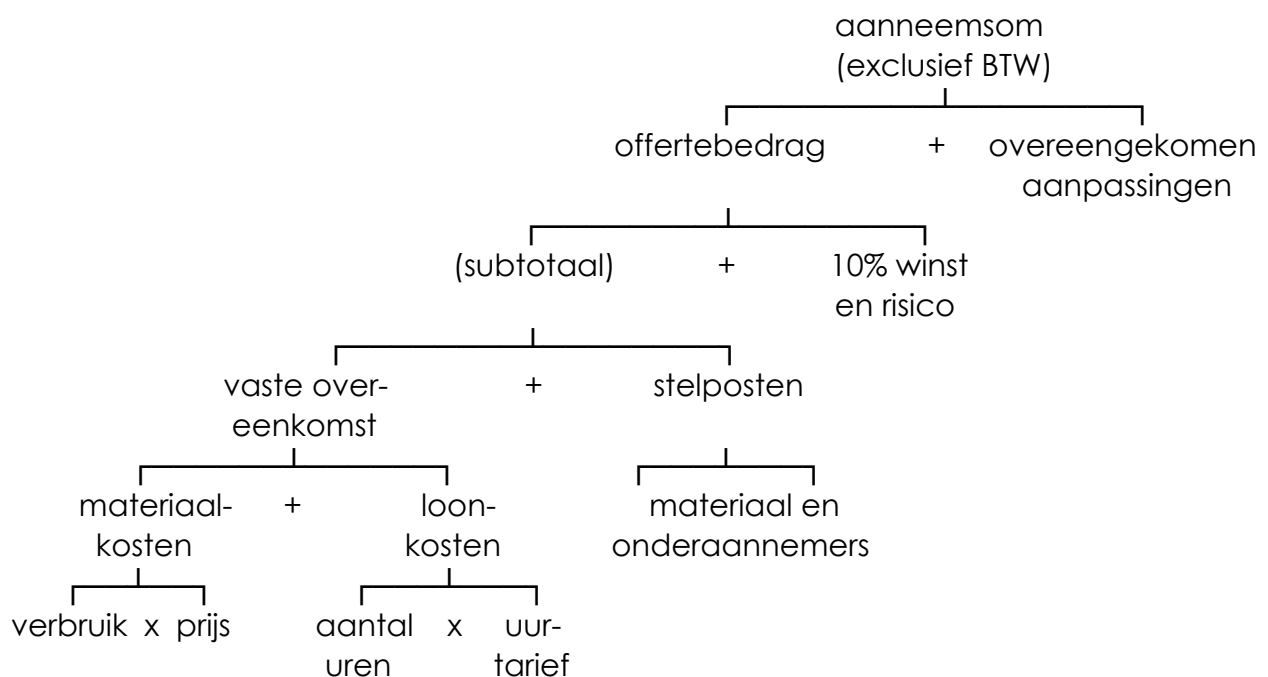 aanneemsom
(exclusief BTW)
offertebedrag + overeengekomen
aanpassingen
(subtotaal) + 10% winst
en risico
vaste over- + stelposten
eenkomst
materiaal- + loon- materiaal en
kosten kosten onderaannemers
verbruik x prijs aantal x uur-
uren tarief